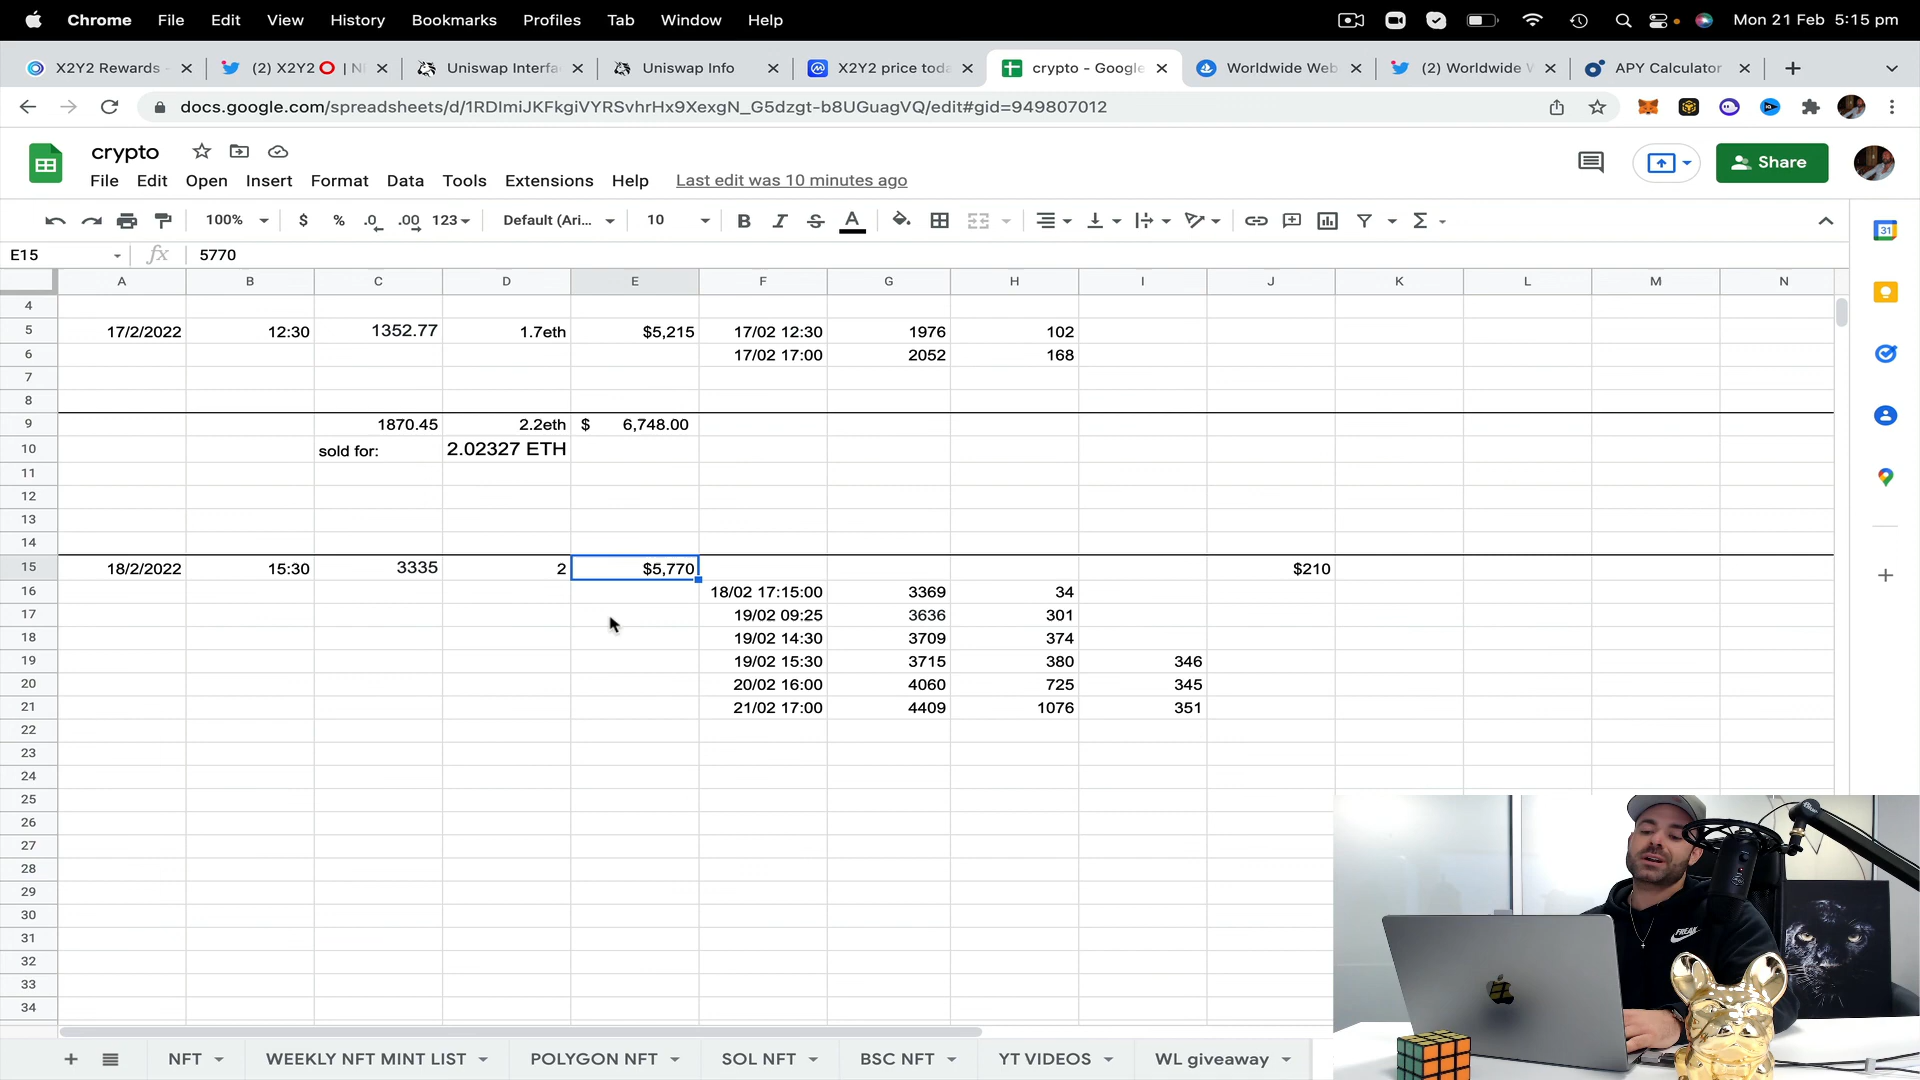 Chrome File Edit View History Bookmarks Profiles Tab Window Help Mon 21 Feb 5:15 pm
X2Y2 Rewards (2) X2Y2 | NF Uniswap Interfa Uniswap Info X2Y2 price toda crypto - Google Worldwide Web (2) Worldwide W APY Calculator
docs.google.com/spreadsheets/d/1RDlmiJKFkgiVYRSvhrHx9XexgN_G5dzgt-b8UGuagVQ/edit#gid=949807012
crypto
Share
File Edit Open Insert Format Data Tools Extensions Help Last edit was 10 minutes ago
100% $ % .0 .00 123 Default (Ari... 10 B I S A Σ
31
E15 fx 5770
A B C D E F G H I J K L M N
4
5 17/2/2022 12:30 1352.77 1.7eth $5,215 17/02 12:30 1976 102
6 17/02 17:00 2052 168
7
8
9 1870.45 2.2eth $ 6,748.00
10 sold for: 2.02327 ETH
11
12
13
14
15 18/2/2022 15:30 3335 2 $5,770 $210
16 18/02 17:15:00 3369 34
17 19/02 09:25 3636 301
18 19/02 14:30 3709 374
19 19/02 15:30 3715 380 346
20 20/02 16:00 4060 725 345
21 21/02 17:00 4409 1076 351
22
23
24
25
26
27
28
29
30
31
32
33
34
FREAK
NFT WEEKLY NFT MINT LIST POLYGON NFT SOL NFT BSC NFT YT VIDEOS WL giveaway